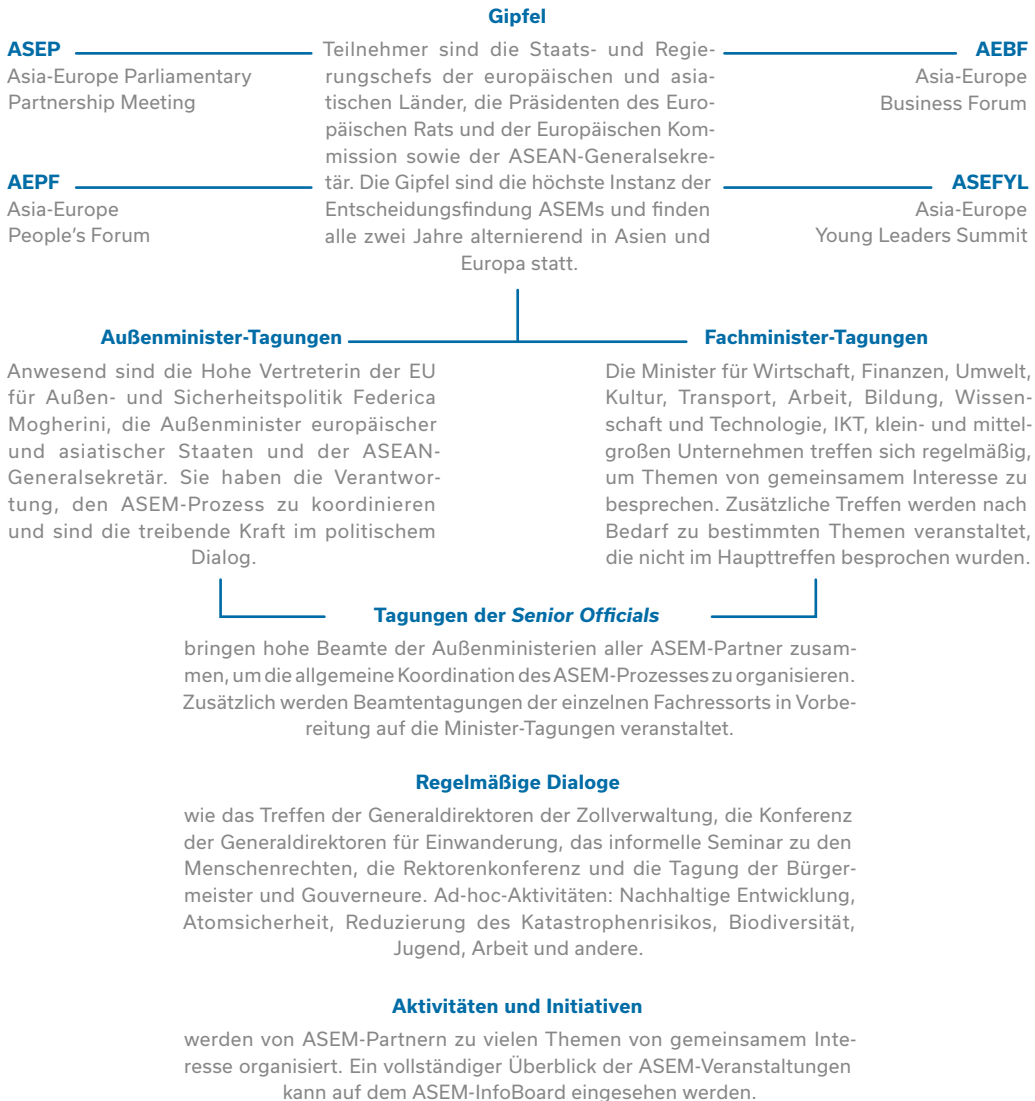 Gipfel
ASEP
Asia-Europe Parliamentary
Partnership Meeting
AEPF
Asia-Europe
People's Forum
Teilnehmer sind die Staats- und Regie-
rungschefs der europäischen und asia-
tischen Länder, die Präsidenten des Euro-
päischen Rats und der Europäischen Kom-
mission sowie der ASEAN-Generalsekre-
tär. Die Gipfel sind die höchste Instanz der
Entscheidungsfindung ASEMs und finden
alle zwei Jahre alternierend in Asien und
Europa statt.
AEBF
Asia-Europe
Business Forum
ASEFYL
Asia-Europe
Young Leaders Summit
Außenminister-Tagungen
Anwesend sind die Hohe Vertreterin der EU
für Außen- und Sicherheitspolitik Federica
Mogherini, die Außenminister europäischer
und asiatischer Staaten und der ASEAN-
Generalsekretär. Sie haben die Verantwor-
tung, den ASEM-Prozess zu koordinieren
und sind die treibende Kraft im politischem
Dialog.
Fachminister-Tagungen
Die Minister für Wirtschaft, Finanzen, Umwelt,
Kultur, Transport, Arbeit, Bildung, Wissen-
schaft und Technologie, IKT, klein- und mittel-
großen Unternehmen treffen sich regelmäßig,
um Themen von gemeinsamem Interesse zu
besprechen. Zusätzliche Treffen werden nach
Bedarf zu bestimmten Themen veranstaltet,
die nicht im Haupttreffen besprochen wurden.
Tagungen der Senior Officials
bringen hohe Beamte der Außenministerien aller ASEM-Partner zusam-
men, um die allgemeine Koordination des ASEM-Prozesses zu organisieren.
Zusätzlich werden Beamtentagungen der einzelnen Fachressorts in Vorbe-
reitung auf die Minister-Tagungen veranstaltet.
Regelmäßige Dialoge
wie das Treffen der Generaldirektoren der Zollverwaltung, die Konferenz
der Generaldirektoren für Einwanderung, das informelle Seminar zu den
Menschenrechten, die Rektorenkonferenz und die Tagung der Bürger-
meister und Gouverneure. Ad-hoc-Aktivitäten: Nachhaltige Entwicklung,
Atomsicherheit, Reduzierung des Katastrophenrisikos, Biodiversität,
Jugend, Arbeit und andere.
Aktivitäten und Initiativen
werden von ASEM-Partnern zu vielen Themen von gemeinsamem Inte-
resse organisiert. Ein vollständiger Überblick der ASEM-Veranstaltungen
kann auf dem ASEM-InfoBoard eingesehen werden.